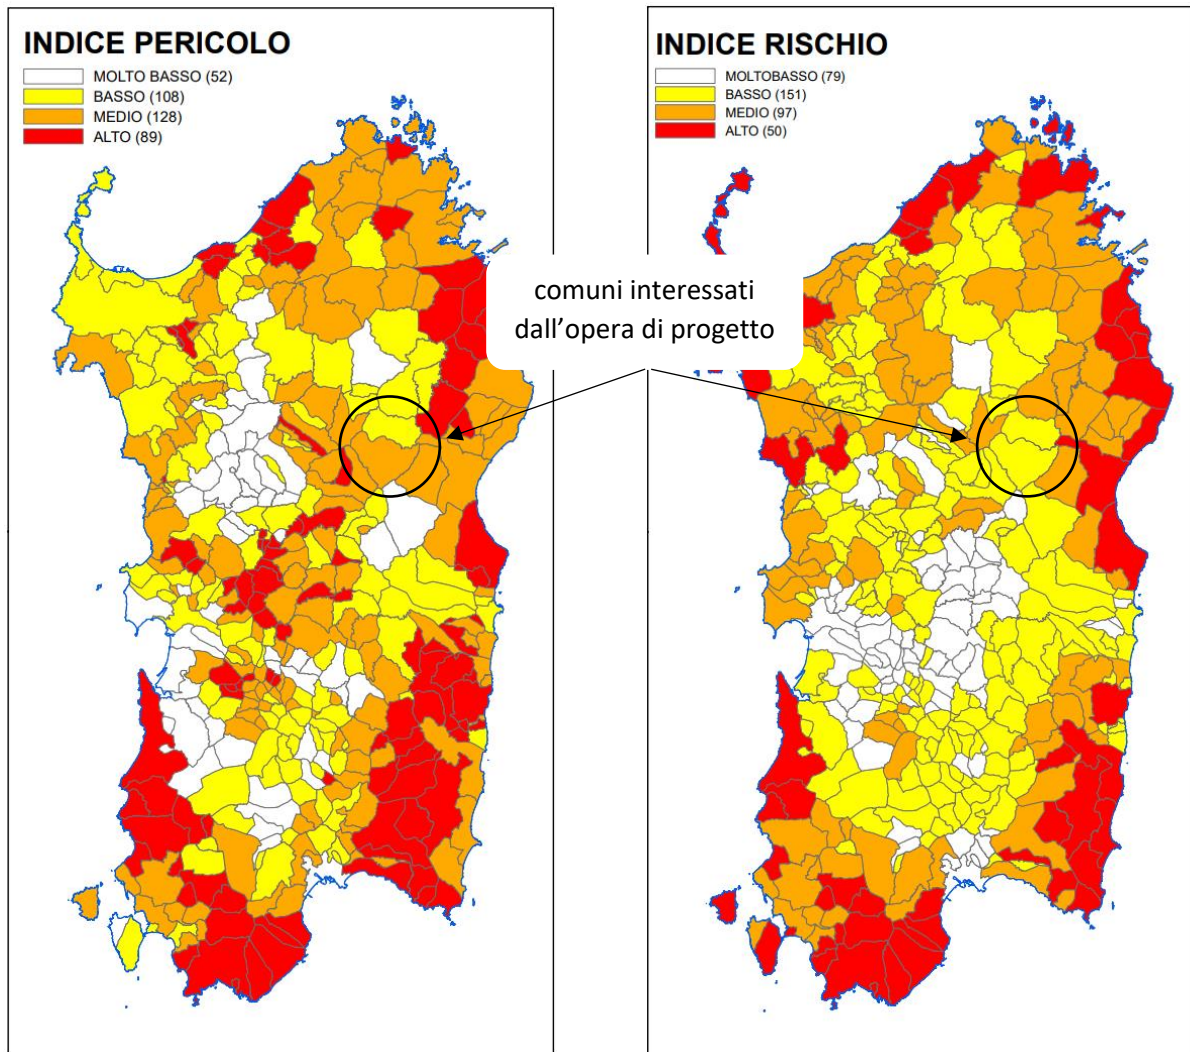 INDICE PERICOLO
MOLTO BASSO (52)
BASSO (108)
MEDIO (128)
ALTO (89)
INDICE RISCHIO
MOLTOBASSO (79)
BASSO (151)
MEDIO (97)
ALTO (50)
comuni interessati
dall’opera di progetto